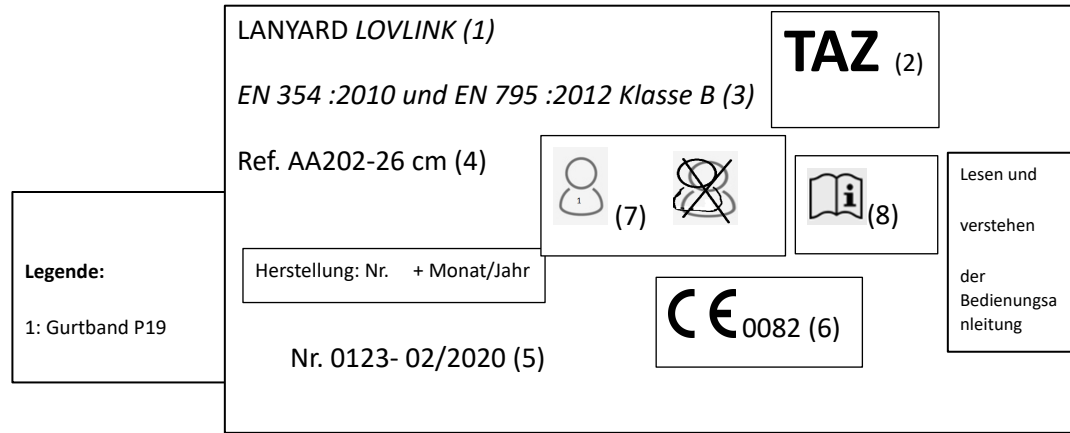 LANYARD LOVLINK (1)
TAZ (2)
EN 354 :2010 und EN 795 :2012 Klasse B (3)
Ref. AA202-26 cm (4)
1
(7)
(8)
Lesen und
verstehen
der
Bedienungsa
nleitung
Legende:
1: Gurtband P19
Herstellung: Nr. + Monat/Jahr
CE 0082 (6)
Nr. 0123- 02/2020 (5)